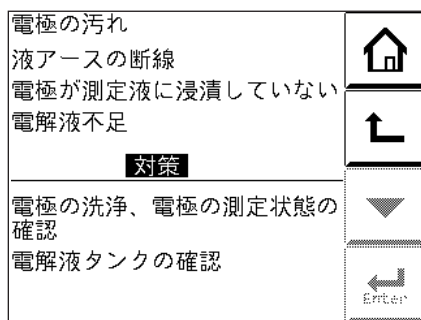 電極の汚れ
液アースの断線
電極が測定液に浸漬していない
電解液不足
対策
電極の洗浄、電極の測定状態の
確認
電解液タンクの確認
Enter